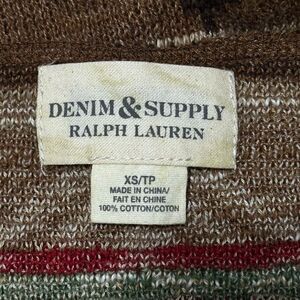 DENIM & SUPPLY
RALPH LAUREN
XS/TP
MADE IN CHINA/
FAIT EN CHINE
100% COTTON/COTON